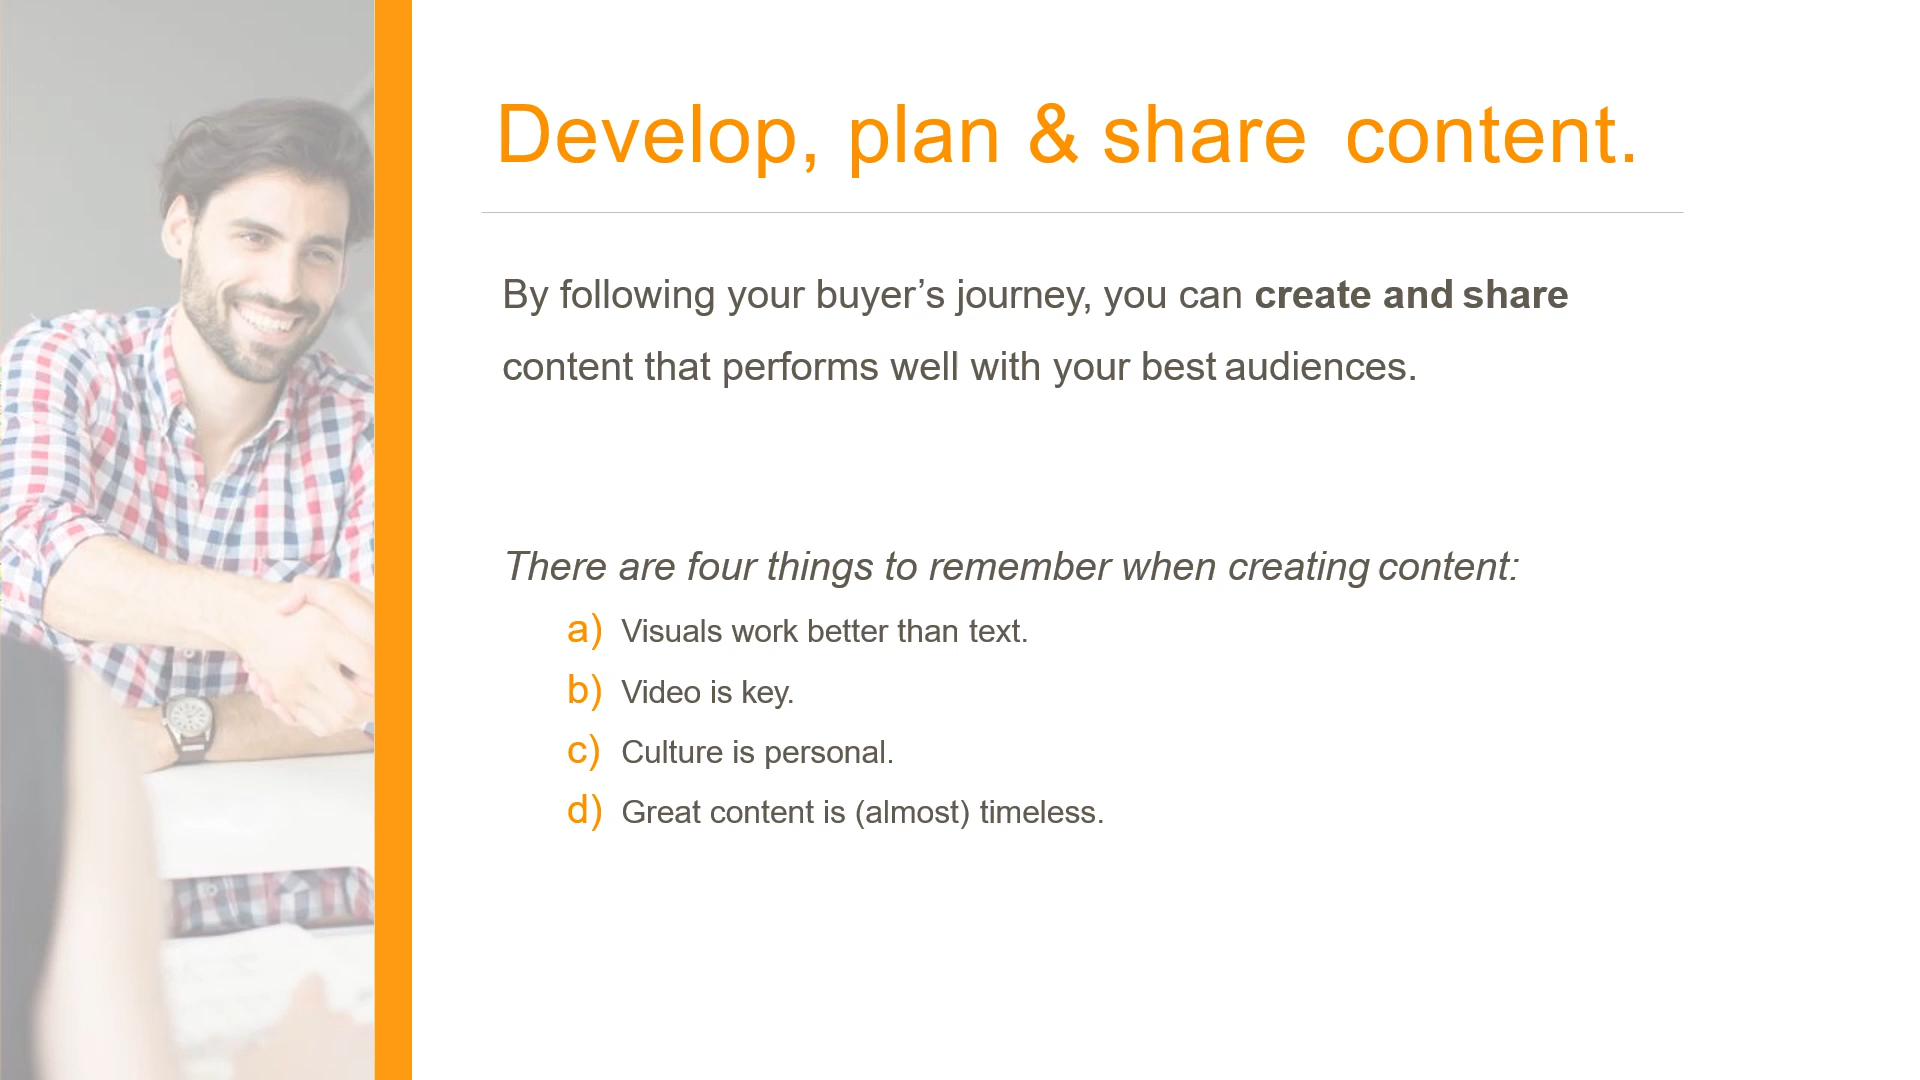 Develop, plan & share content.
By following your buyer’s journey, you can create and share
content that performs well with your best audiences.
There are four things to remember when creating content:
a) Visuals work better than text.
b) Video is key.
c) Culture is personal.
d) Great content is (almost) timeless.